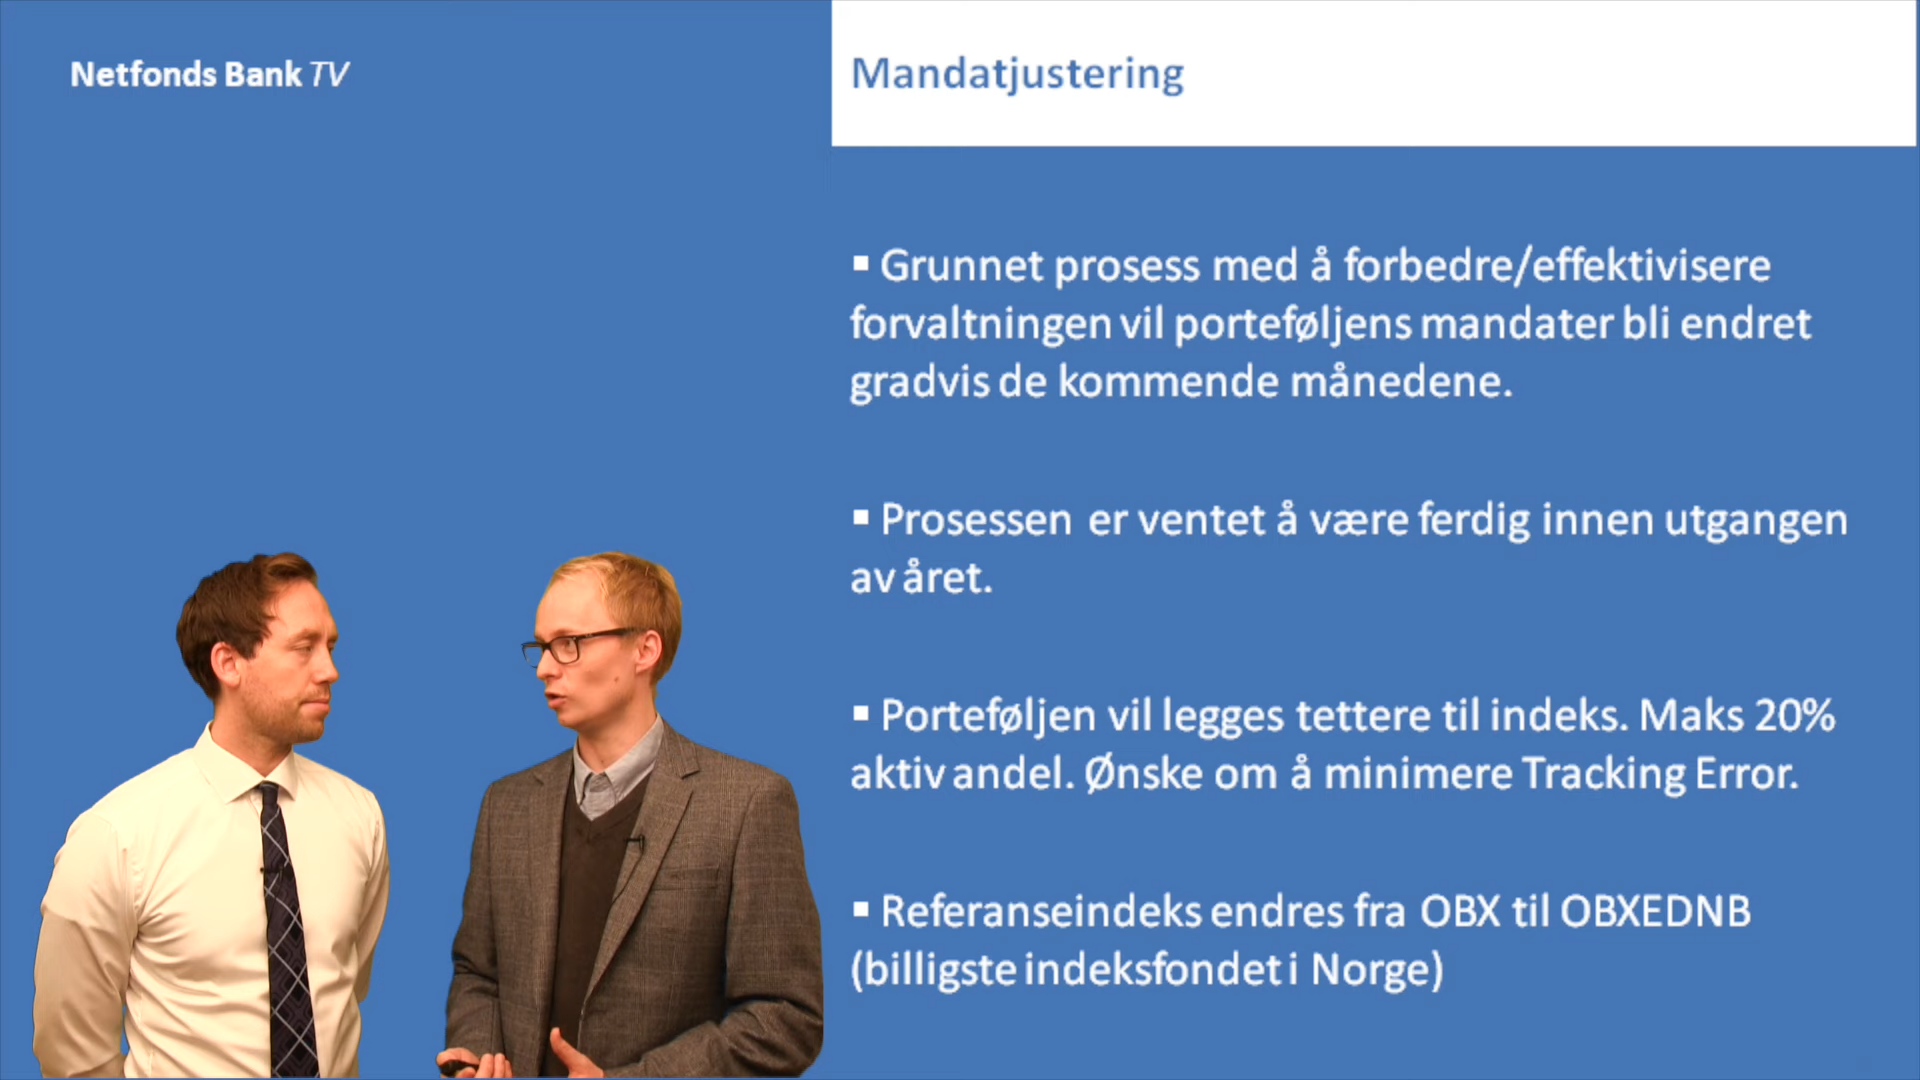 Netfonds Bank TV
Mandatjustering
▪ Grunnet prosess med å forbedre/effektivisere
forvaltningen vil porteføljens mandater bli endret
gradvis de kommende månedene.
▪ Prosessen er ventet å være ferdig innen utgangen
av året.
▪ Porteføljen vil legges tettere til indeks. Maks 20%
aktiv andel. Ønske om å minimere Tracking Error.
▪ Referanseindeks endres fra OBX til OBXEDNB
(billigste indeksfondet i Norge)